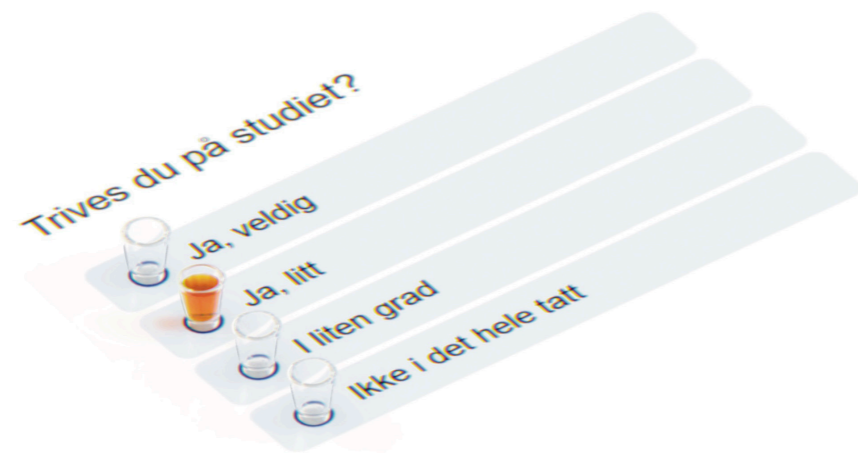 Trives du på studiet?
Ja, veldig
Ja, litt
I liten grad
Ikke i det hele tatt